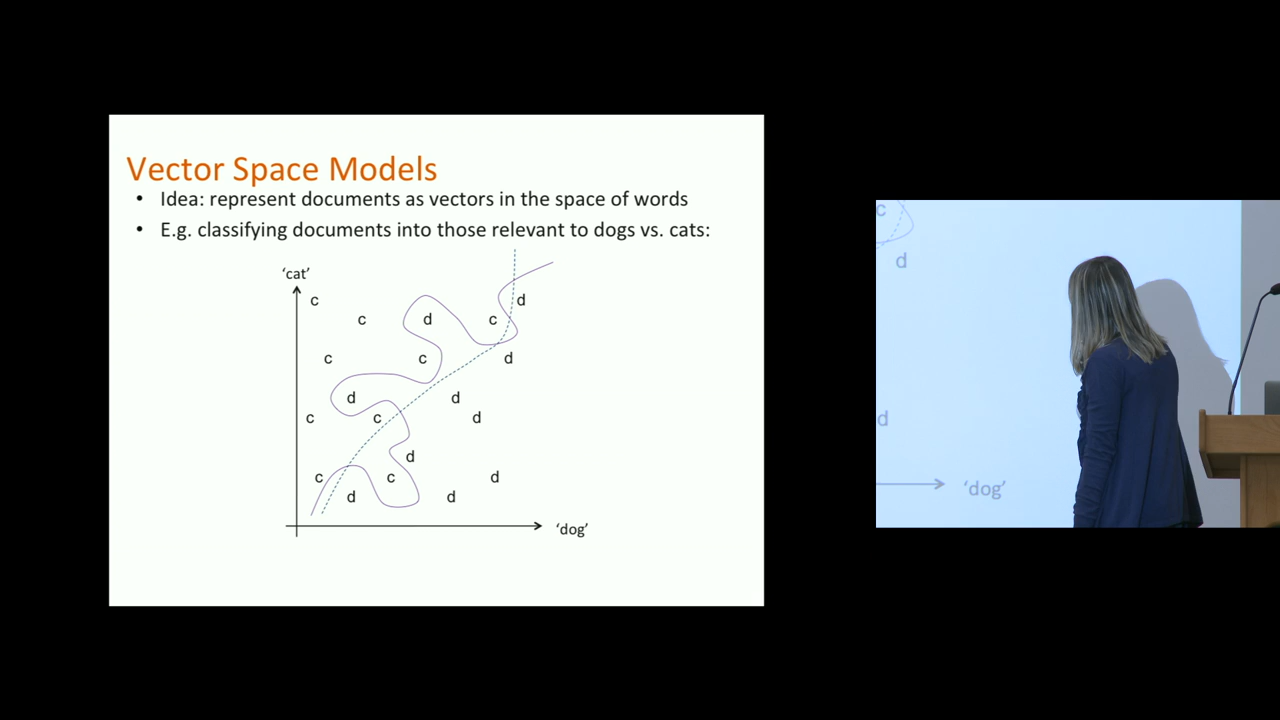 Vector Space Models
• Idea: represent documents as vectors in the space of words
• E.g. classifying documents into those relevant to dogs vs. cats:
‘cat’
c d
c d c
c c d
d d
c c d
d
c c d
d d
‘dog’
c
d
d
‘dog’